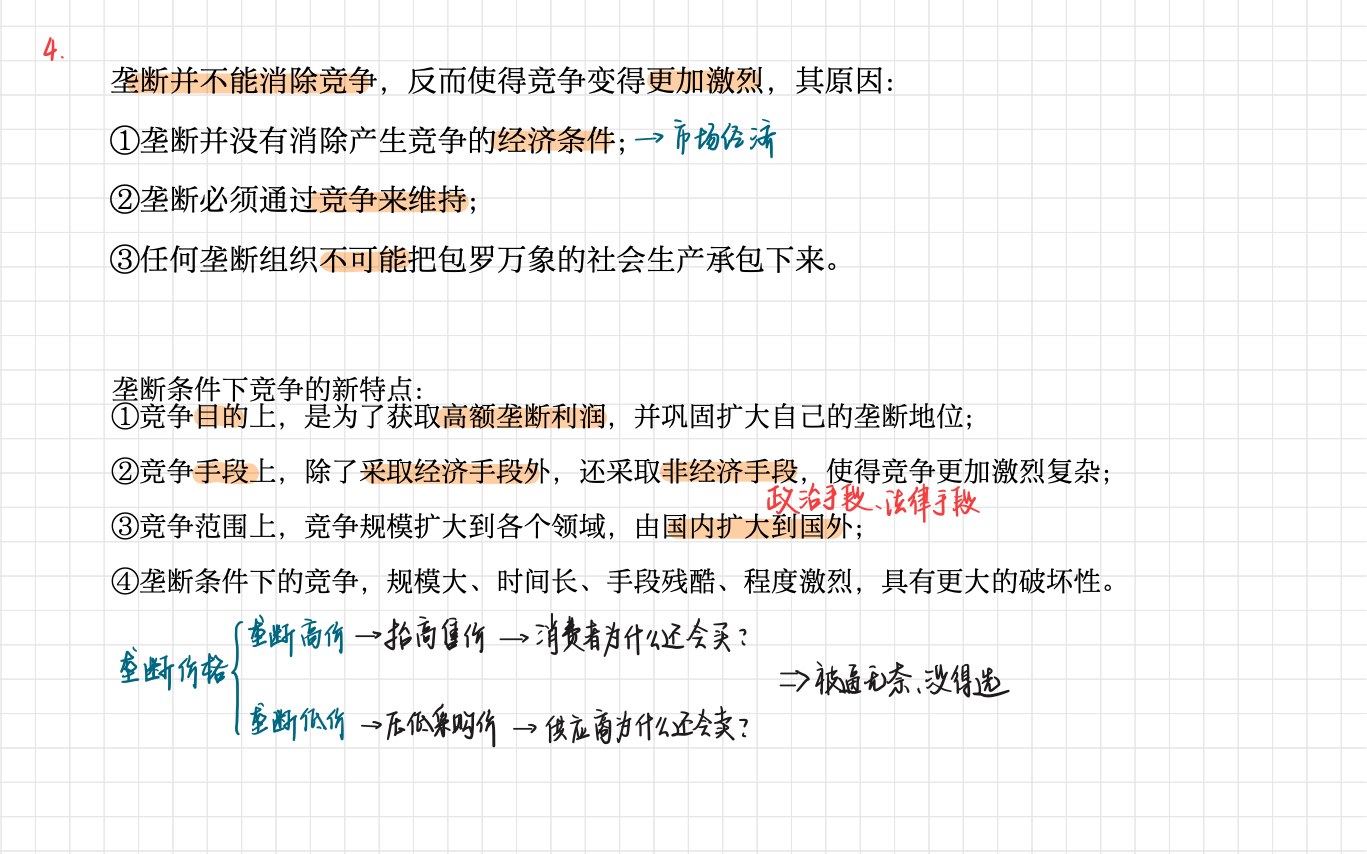 4.
垄断并不能消除竞争，反而使得竞争变得更加激烈，其原因：
①垄断并没有消除产生竞争的经济条件；→市场经济
②垄断必须通过竞争来维持；
③任何垄断组织不可能把包罗万象的社会生产承包下来。
垄断条件下竞争的新特点：
①竞争目的上，是为了获取高额垄断利润，并巩固扩大自己的垄断地位；
②竞争手段上，除了采取经济手段外，还采取非经济手段，使得竞争更加激烈复杂；
政治手段、法律手段
③竞争范围上，竞争规模扩大到各个领域，由国内扩大到国外；
④垄断条件下的竞争，规模大、时间长、手段残酷、程度激烈，具有更大的破坏性。
垄断高价→抬高售价→消费者为什么还会买？
垄断价格
⇒被逼无奈、没得选
垄断低价→压低采购价→供应商为什么还会卖？